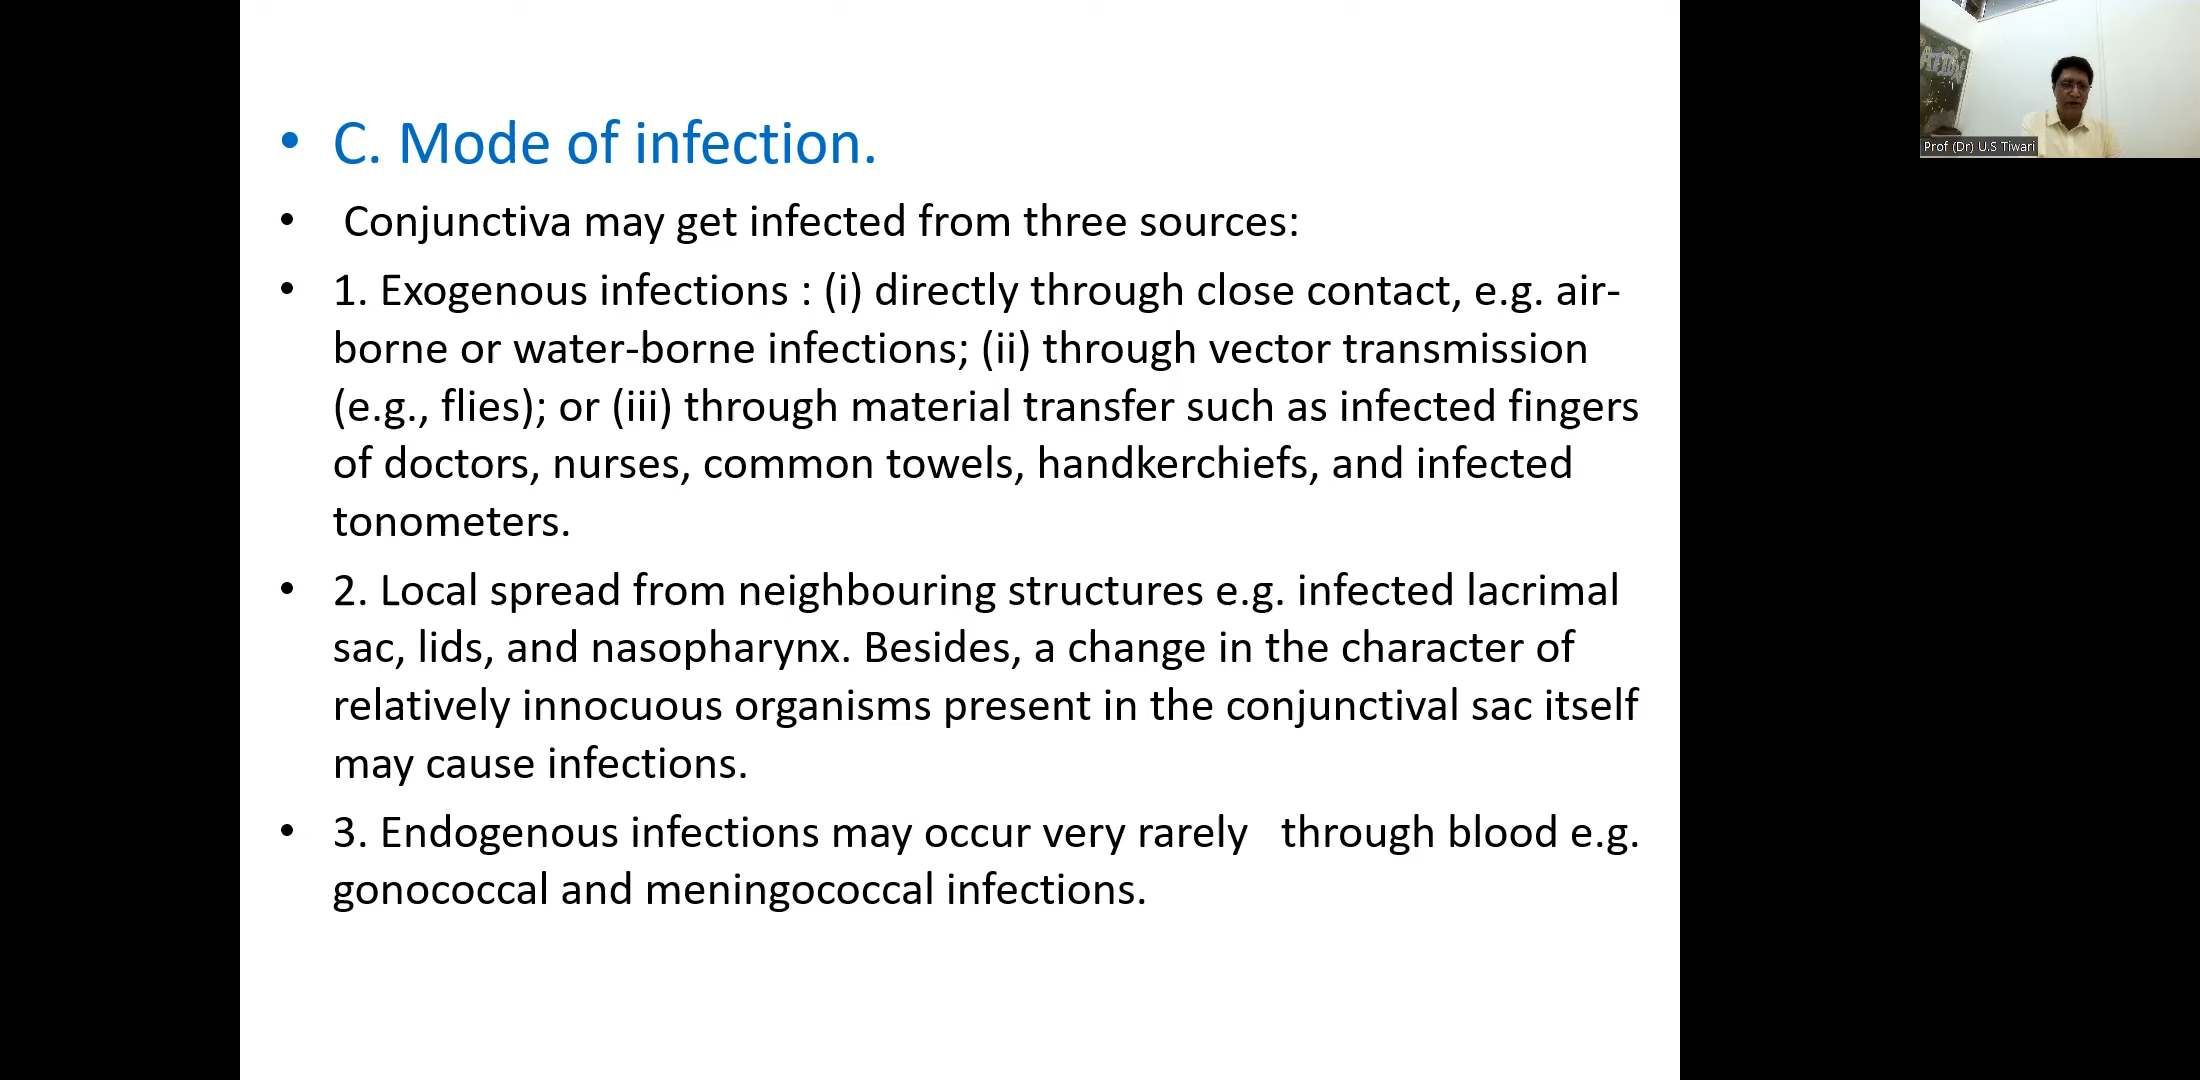 • C. Mode of infection.
• Conjunctiva may get infected from three sources:
• 1. Exogenous infections : (i) directly through close contact, e.g. air-
borne or water-borne infections; (ii) through vector transmission
(e.g., flies); or (iii) through material transfer such as infected fingers
of doctors, nurses, common towels, handkerchiefs, and infected
tonometers.
• 2. Local spread from neighbouring structures e.g. infected lacrimal
sac, lids, and nasopharynx. Besides, a change in the character of
relatively innocuous organisms present in the conjunctival sac itself
may cause infections.
• 3. Endogenous infections may occur very rarely   through blood e.g.
gonococcal and meningococcal infections.
Prof (Dr) U.S Tiwari